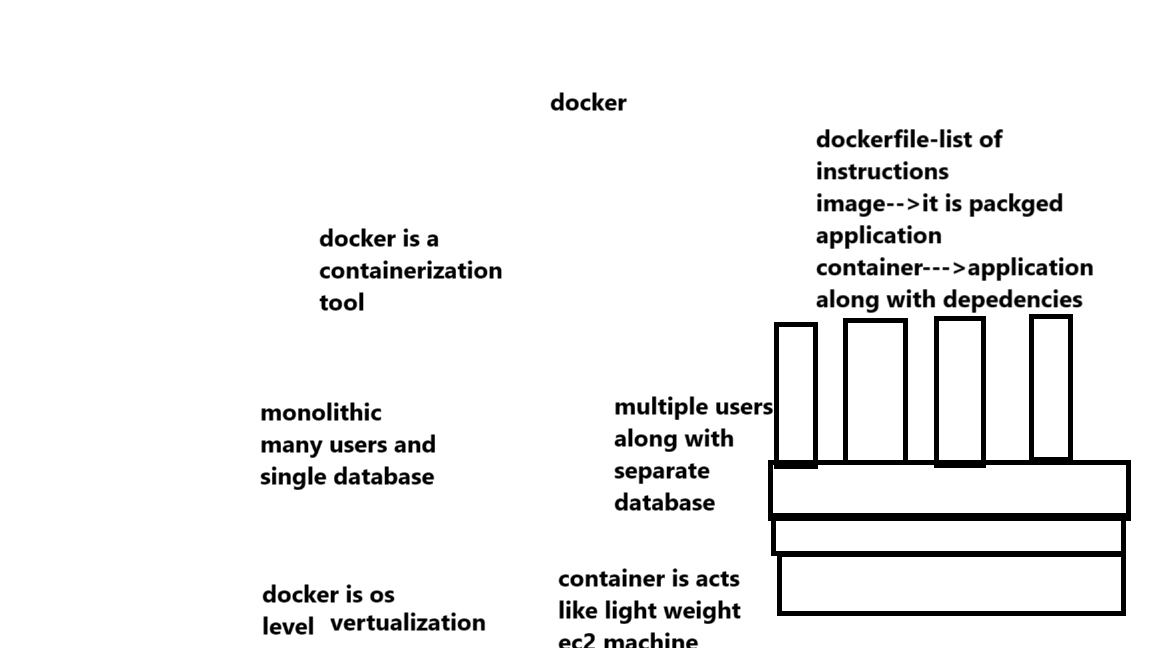 docker
dockerfile-list of
instructions
image-->it is packged
application
container--->application
along with depedencies
docker is a
containerization
tool
monolithic
many users and
single database
multiple users
along with
separate
database
docker is os
level vertualization
container is acts
like light weight
ec2 machine